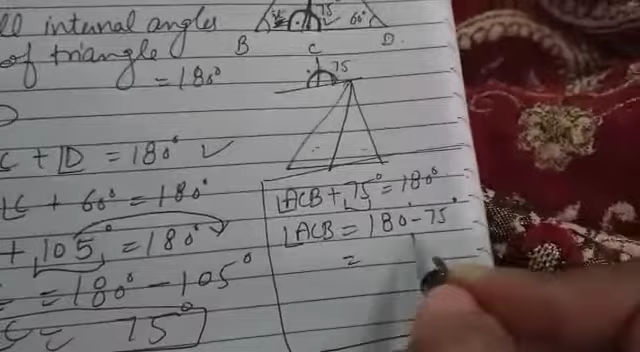 ll internal angles
of triangle
= 180°
75
60°
B C D.
75
C + ∠D = 180° ✓
∠C + 60° = 180°
+ 105° = 180°
= 180° - 105°
C = 75°
∠ACB + 75° = 180°
∠ACB = 180° - 75°
=